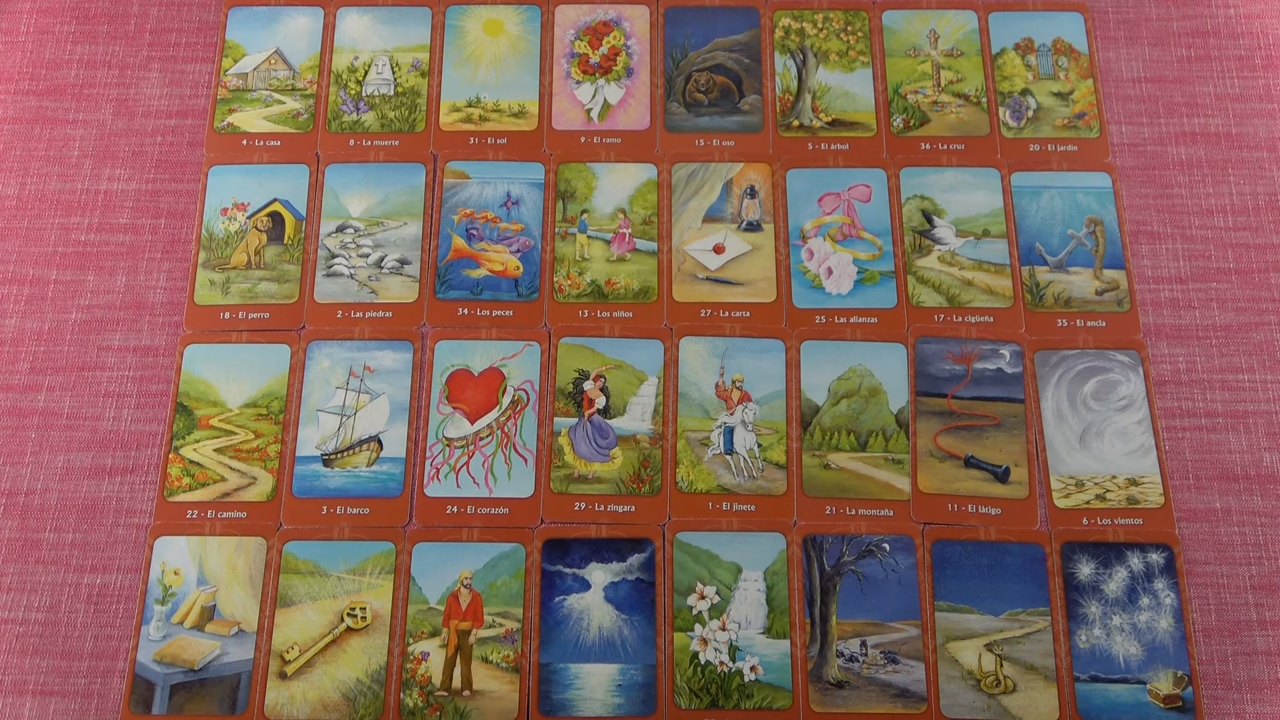 4 - La casa
8 - La muerte
31 - El sol
9 - El ramo
15 - El oso
5 - El árbol
36 - La cruz
20 - El jardín
18 - El perro
2 - Las piedras
34 - Los peces
13 - Los niños
27 - La carta
25 - Las alianzas
17 - La cigüeña
35 - El ancla
22 - El camino
3 - El barco
24 - El corazón
29 - La zíngara
1 - El jinete
21 - La montaña
11 - El látigo
6 - Los vientos